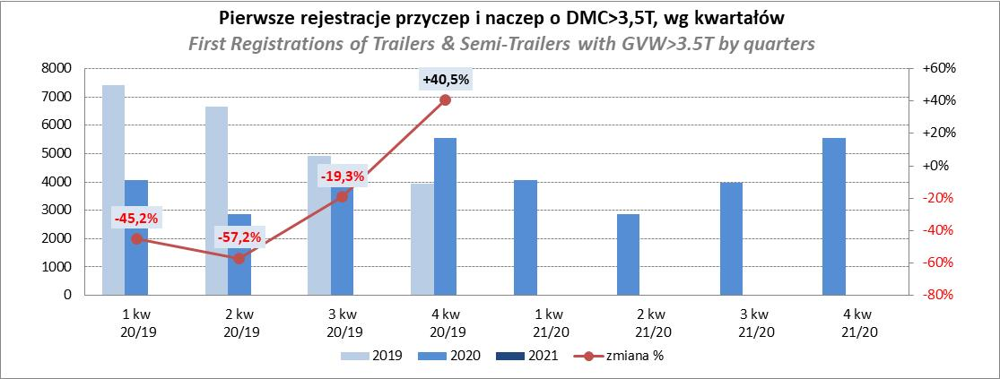 Pierwsze rejestracje przyczep i naczep o DMC>3,5T, wg kwartałów
First Registrations of Trailers & Semi-Trailers with GVW>3.5T by quarters
8000
7000
6000
5000
4000
3000
2000
1000
0
+60%
+40%
+20%
+0%
-20%
-40%
-60%
-80%
-45,2%
-57,2%
-19,3%
+40,5%
1 kw
20/19
2 kw
20/19
3 kw
20/19
4 kw
20/19
1 kw
21/20
2 kw
21/20
3 kw
21/20
4 kw
21/20
2019
2020
2021
zmiana %